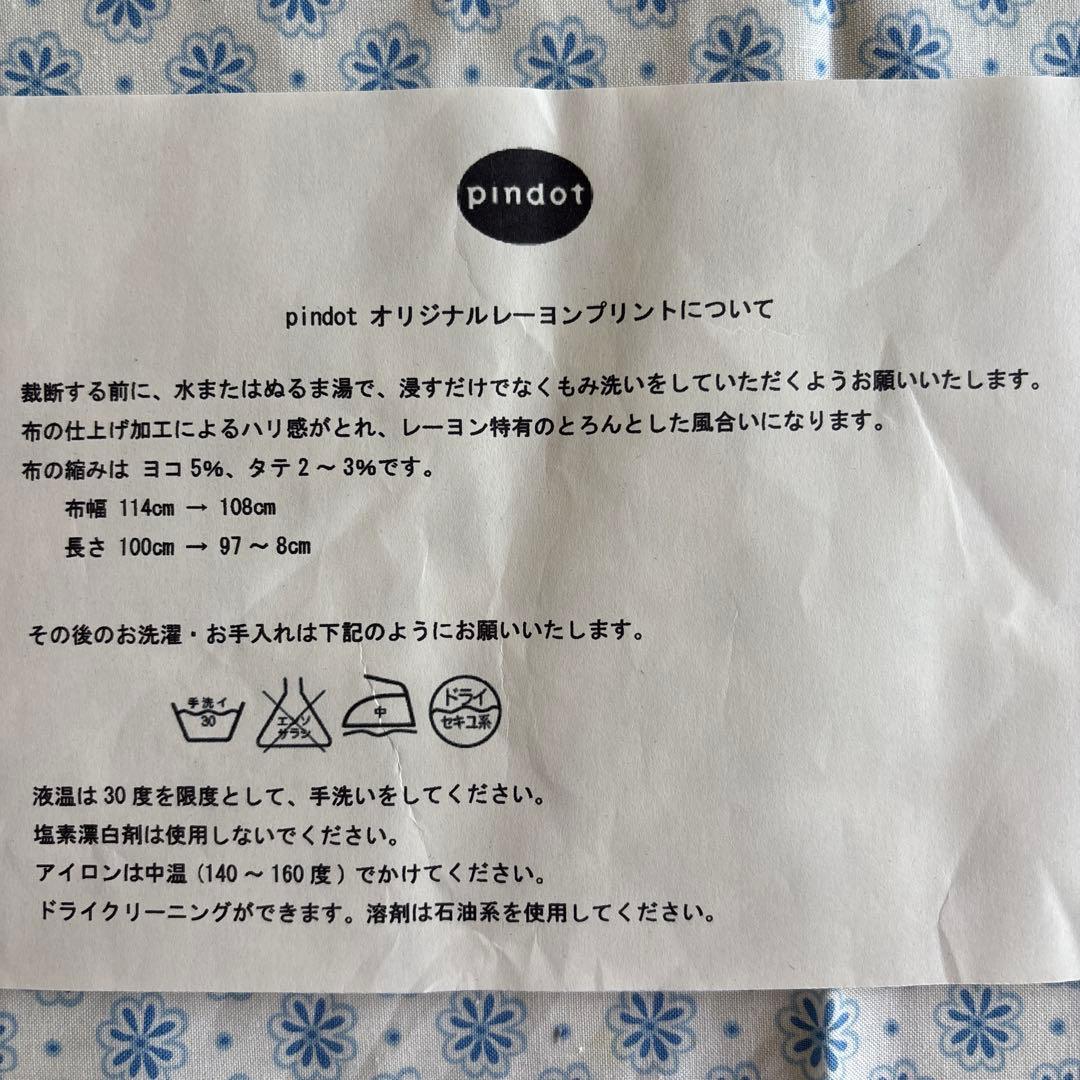 pindot
pindot オリジナルレーヨンプリントについて
裁断する前に、水またはぬるま湯で、浸すだけでなくもみ洗いをしていただくようお願いいたします。
布の仕上げ加工によるハリ感がとれ、レーヨン特有のとろんとした風合いになります。
布の縮みは ヨコ5%、タテ2～3%です。
布幅 114cm → 108cm
長さ 100cm → 97～8cm
その後のお洗濯・お手入れは下記のようにお願いいたします。
手洗イ
30
エンソ
サラシ
中
ドライ
セキユ系
液温は30度を限度として、手洗いをしてください。
塩素漂白剤は使用しないでください。
アイロンは中温(140～160度)でかけてください。
ドライクリーニングができます。溶剤は石油系を使用してください。